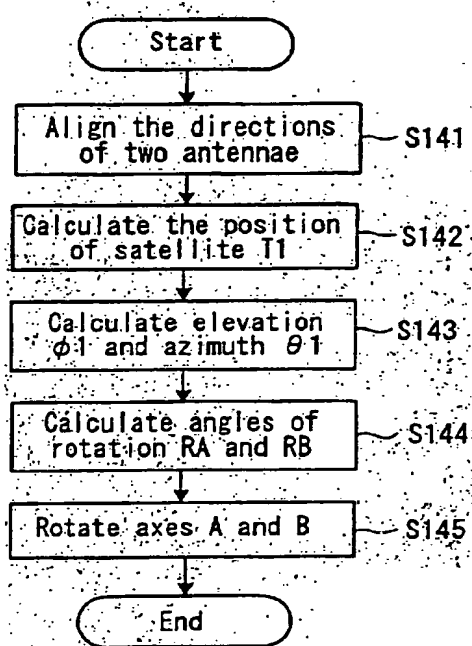 Start
Align the directions
of two antennae
S141
Calculate the position
of satellite T1
S142
Calculate elevation
φ1 and azimuth θ1
S143
Calculate angles of
rotation RA and RB
S144
Rotate axes A and B
S145
End